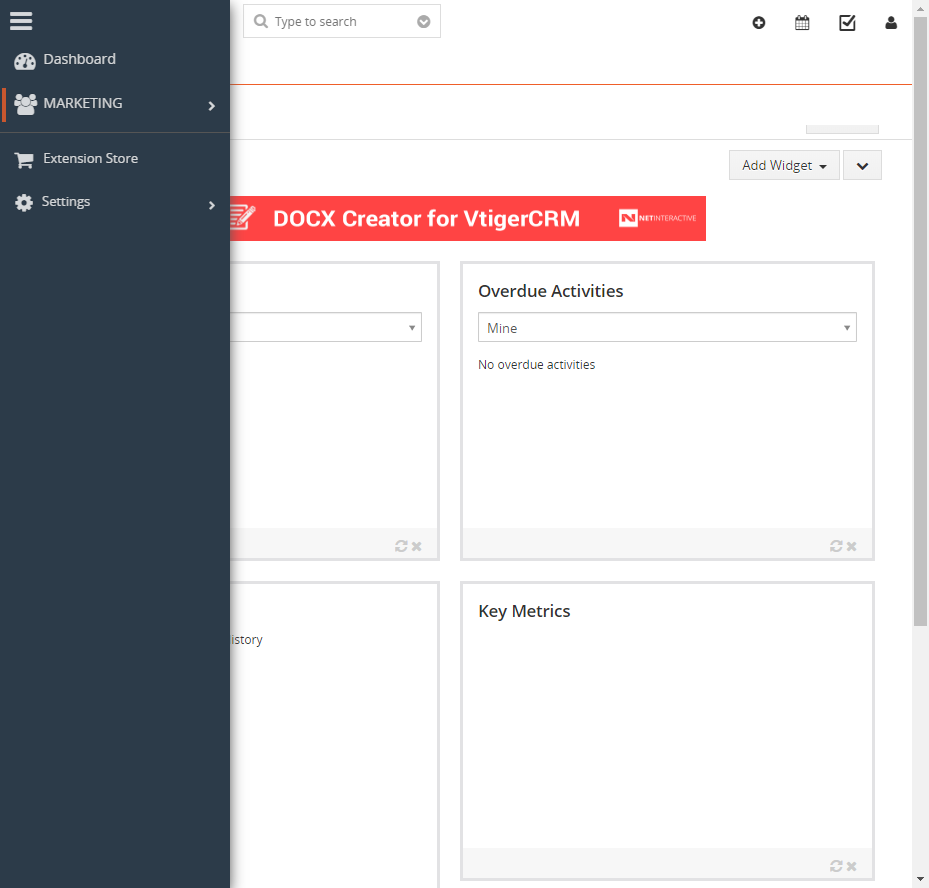 Type to search
Dashboard
MARKETING
Extension Store
Settings
Add Widget
DOCX Creator for VtigerCRM
NETINTERACTIVE
Overdue Activities
Mine
No overdue activities
istory
Key Metrics